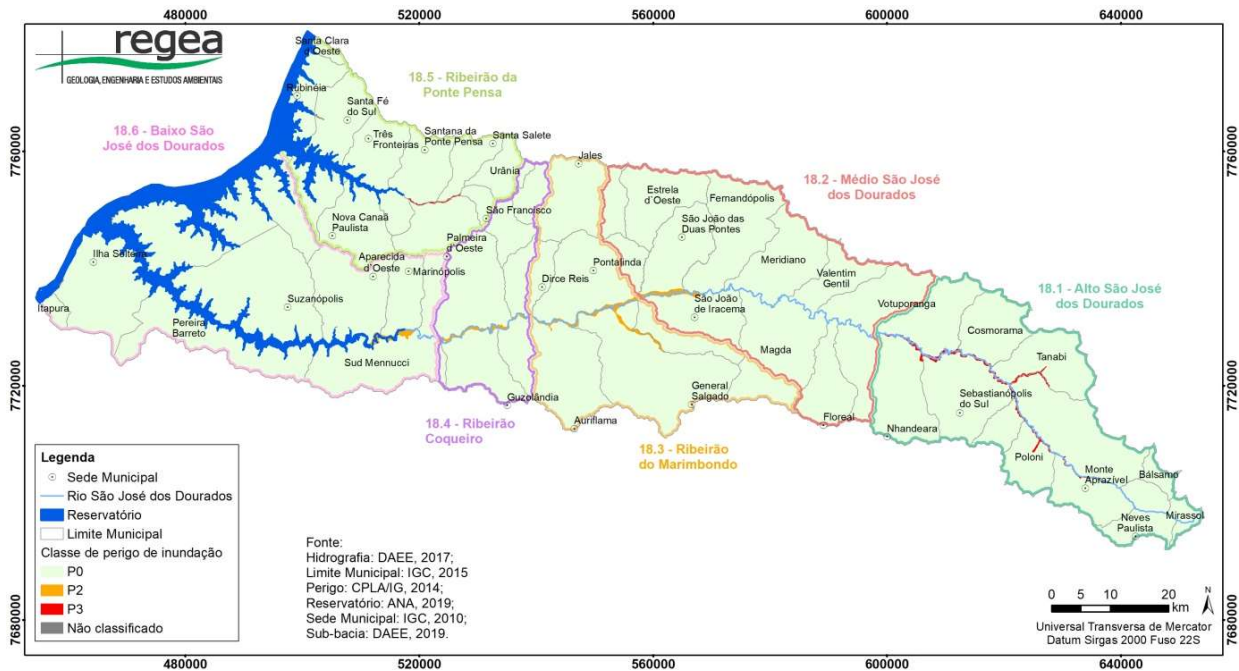 480000
520000
560000
600000
640000
regea
GEOLOGIA, ENGENHARIA E ESTUDOS AMBIENTAIS
Santa Clara
d'Oeste
18.5 - Ribeirão da
Ponte Pensa
Rubinéia
Santa Fé
do Sul
Três
Fronteiras
Santana da
Ponte Pensa
Santa Salete
18.6 - Baixo São
José dos Dourados
7760000
7760000
Urânia
Jales
18.2 - Médio São José
dos Dourados
Estrela
d´Oeste
Fernandópolis
São João das
Duas Pontes
Nova Canaã
Paulista
São Francisco
Palmeira
d'Oeste
Ilha Solteira
Aparecida
d'Oeste
Marinópolis
Dirce Reis
Pontalinda
Meridiano
Valentim
Gentil
18.1 - Alto São José
dos Dourados
Itapura
Suzanápolis
São João
de Iracema
Votuporanga
Pereira
Barreto
Cosmorama
Sud Mennucci
Magda
Tanabi
7720000
7720000
Guzolândia
General
Salgado
Sebastianópolis
do Sul
18.4 - Ribeirão
Coqueiro
Auriflama
Floreal
Nhandeara
18.3 - Ribeirão
do Marimbondo
Poloni
Monte
Aprazível
Bálsamo
Neves
Paulista
Mirassol
Legenda
Sede Municipal
Rio São José dos Dourados
Reservatório
Limite Municipal
Classe de perigo de inundação
P0
P2
P3
Não classificado
Fonte:
Hidrografia: DAEE, 2017;
Limite Municipal: IGC, 2015
Perigo: CPLA/IG, 2014;
Reservatório: ANA, 2019;
Sede Municipal: IGC, 2010;
Sub-bacia: DAEE, 2019.
0 5 10 20
km
N
Universal Transversa de Mercator
Datum Sirgas 2000 Fuso 22S
7680000
7680000
480000
520000
560000
600000
640000